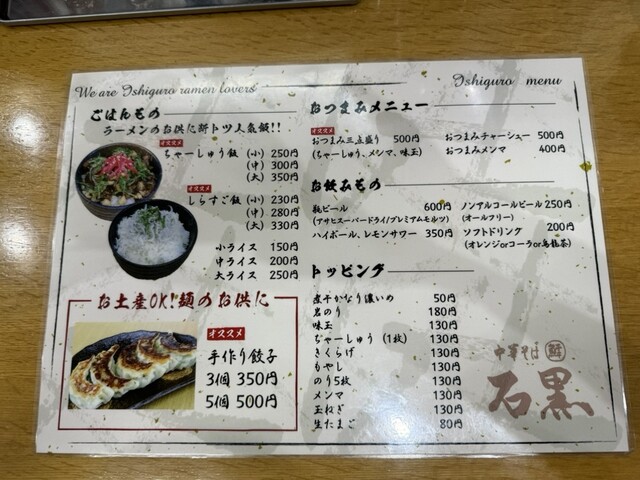 We are Ishiguro ramen lovers
Ishiguro menu
ごはんもの
ラーメンのお供に断トツ人気飯!!
オススメ
ちゃーしゅう飯 (小) 250円
(中) 300円
(大) 350円
オススメ
しらすご飯 (小) 230円
(中) 280円
(大) 330円
小ライス 150円
中ライス 200円
大ライス 250円
お土産OK!麺のお供に
オススメ
手作り餃子
3個 350円
5個 500円
おつまみメニュー
オススメ
おつまみ三点盛り 500円
(ちゃーしゅう、メンマ、味玉)
おつまみチャーシュー 500円
おつまみメンマ 400円
お飲みもの
瓶ビール 600円
(アサヒスーパードライ/プレミアムモルツ)
ハイボール、レモンサワー 350円
ノンアルコールビール 250円
(オールフリー)
ソフトドリンク 200円
(オレンジorコーラor烏龍茶)
トッピング
煮干かなり濃いめ 50円
岩のり 180円
味玉 130円
ぢゃーしゅう (1枚) 130円
きくらげ 130円
もやし 130円
のり5枚 130円
メンマ 130円
玉ねぎ 130円
生たまご 80円
中華そば 鮮
石黒